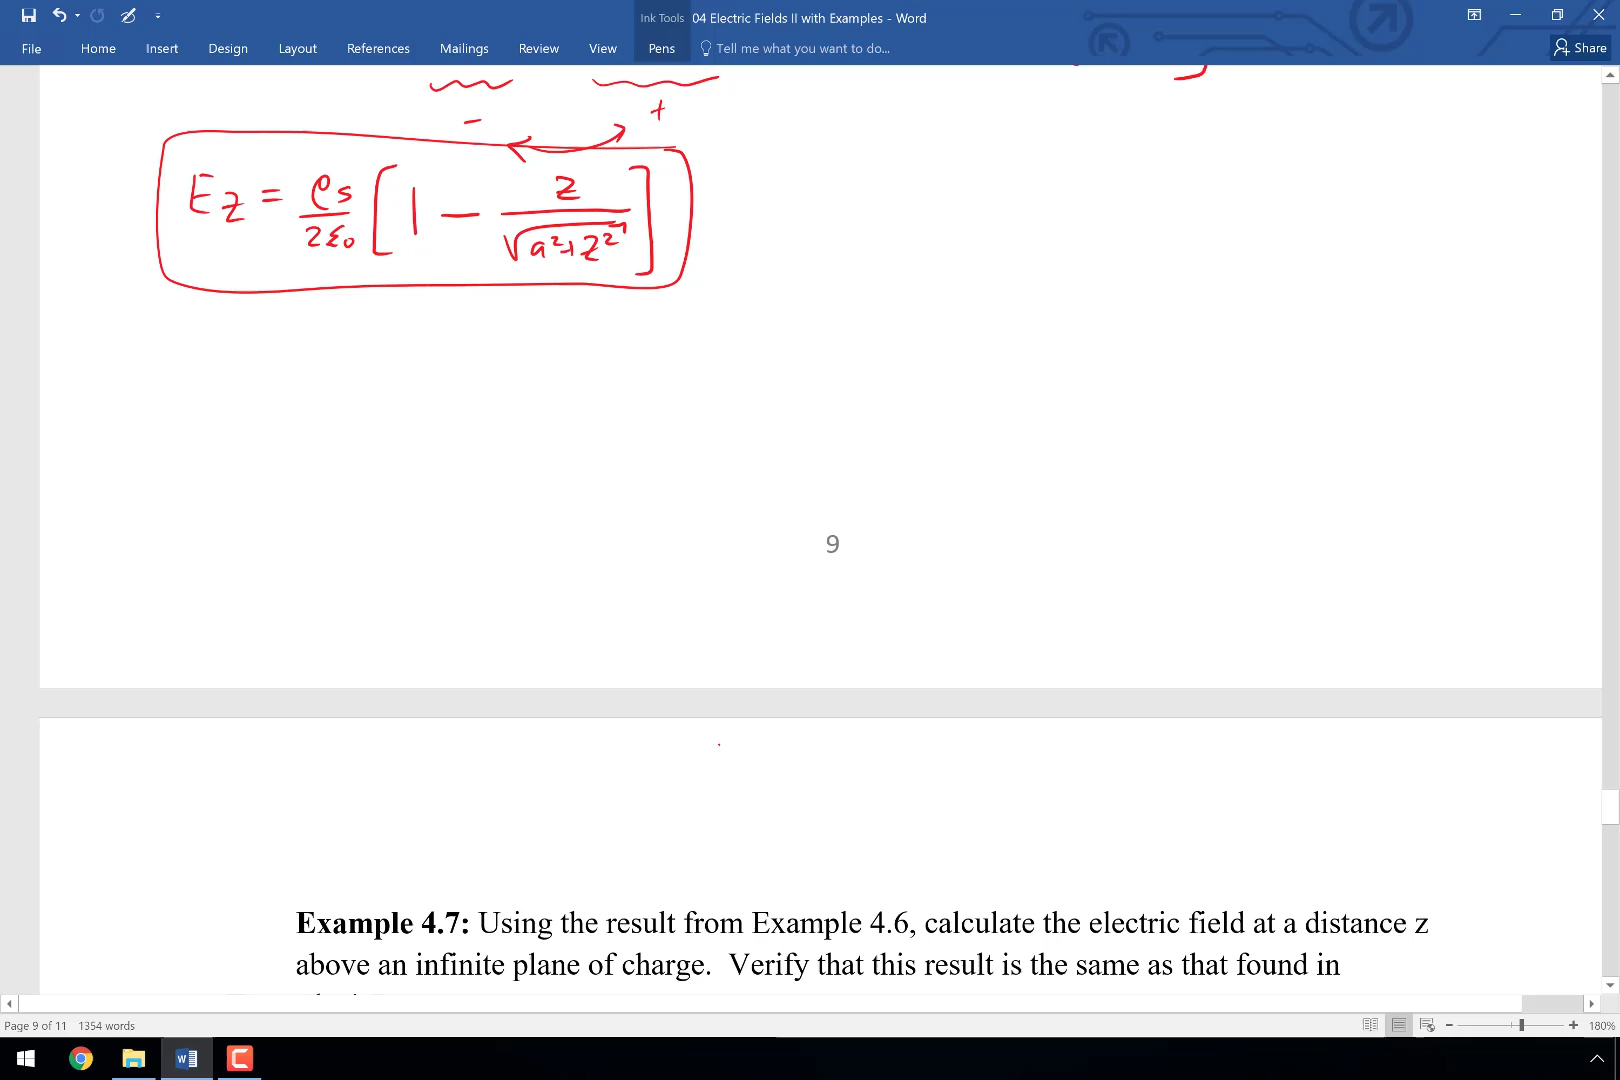 Ink Tools 04 Electric Fields II with Examples - Word
File Home Insert Design Layout References Mailings Review View Pens Tell me what you want to do... Share
- +
E_z = ρ_s / 2ε_0 [ 1 - z / √(a² + z²) ]
9
Example 4.7: Using the result from Example 4.6, calculate the electric field at a distance z
above an infinite plane of charge. Verify that this result is the same as that found in
Page 9 of 11 1354 words 180%